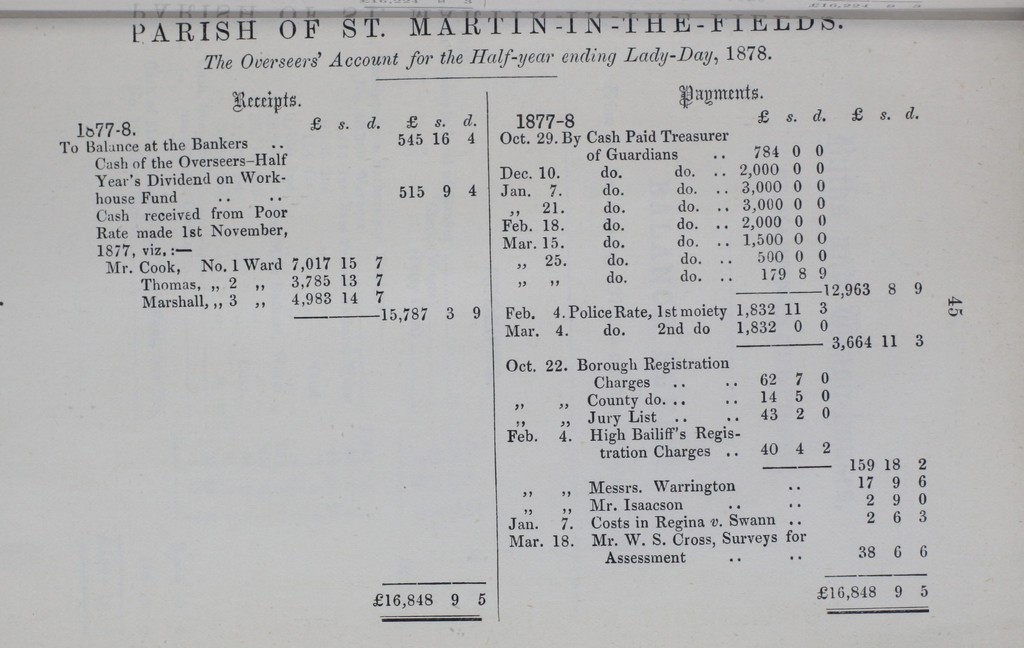 PARISH OF ST. MARTIN-IN-THE-FIELDS.
The Overseers' Account for the Half-year ending Lady-Day, 1878.
Receipts.
1877-8. £ s. d. £ s. d.
To Balance at the Bankers .. 545 16 4
Cash of the Overseers-Half
Year's Dividend on Work-
house Fund .. .. 515 9 4
Cash received from Poor
Rate made 1st November,
1877, viz.:—
Mr. Cook, No. 1 Ward 7,017 15 7
Thomas, „ 2 „ 3,785 13 7
Marshall, „ 3 „ 4,983 14 7
15,787 3 9
£16,848 9 5
Payments.
1877-8 £ s. d. £ s. d.
Oct. 29. By Cash Paid Treasurer
of Guardians .. 784 0 0
Dec. 10. do. do. .. 2,000 0 0
Jan. 7. do. do. .. 3,000 0 0
„ 21. do. do. .. 3,000 0 0
Feb. 18. do. do. .. 2,000 0 0
Mar. 15. do. do. .. 1,500 0 0
„ 25. do. do. .. 500 0 0
„ „ do. do. .. 179 8 9
12,963 8 9
Feb. 4. Police Rate, 1st moiety 1,832 11 3
Mar. 4. do. 2nd do 1,832 0 0
3,664 11 3
Oct. 22. Borough Registration
Charges .. .. 62 7 0
„ „ County do. .. .. 14 5 0
„ „ Jury List .. .. 43 2 0
Feb. 4. High Bailiff's Regis-
tration Charges .. 40 4 2
159 18 2
„ „ Messrs. Warrington .. 17 9 6
„ „ Mr. Isaacson .. .. 2 9 0
Jan. 7. Costs in Regina v. Swann .. 2 6 3
Mar. 18. Mr. W. S. Cross, Surveys for
Assessment .. .. 38 6 6
£16,848 9 5
45